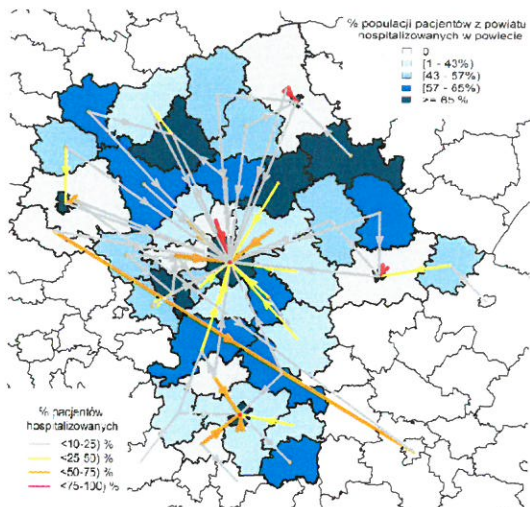 % populacji pacjentów z powiatu
hospitalizowanych w powiecie
0
[1 - 43%)
[43 - 57%)
[57 - 65%)
>= 65 %
% pacjentów
hospitalizowanych
<10-25) %
<25-50) %
<50-75) %
<75-100) %